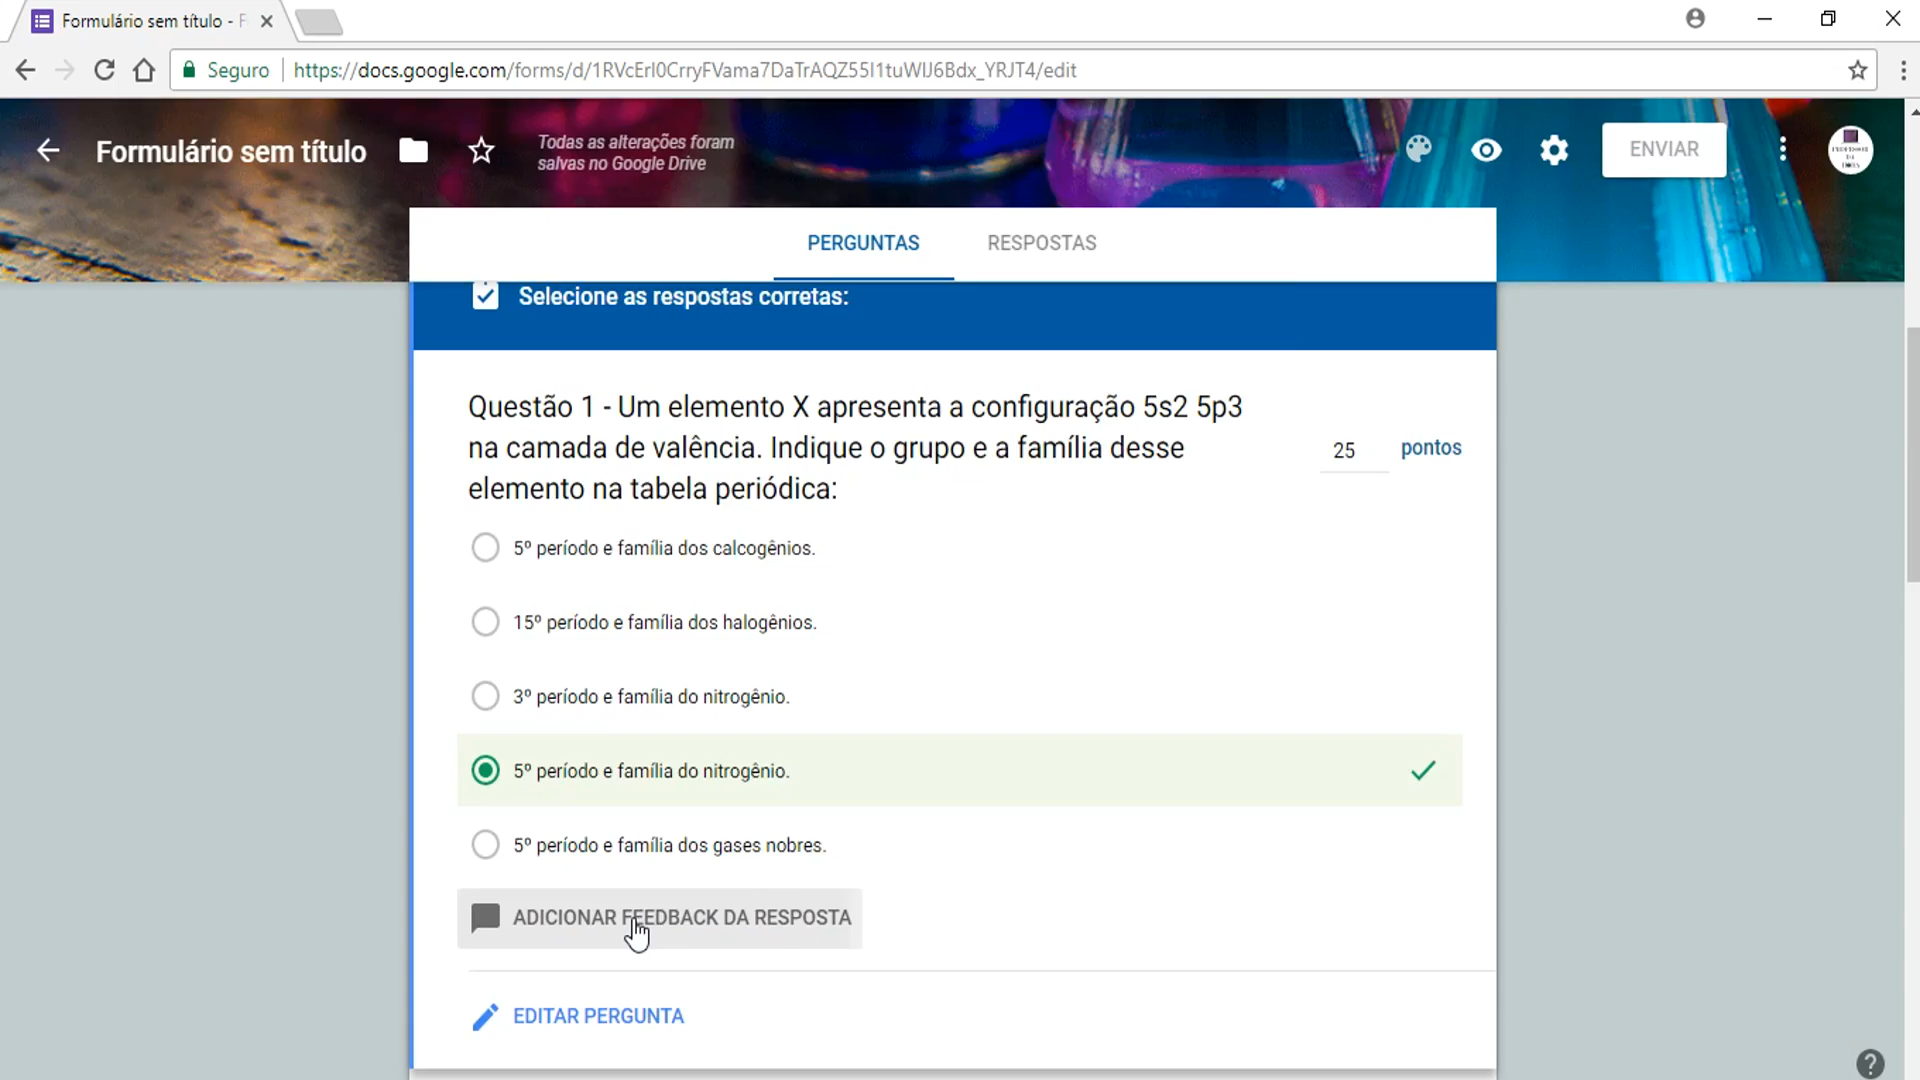 Formulário sem título - F
Seguro
https://docs.google.com/forms/d/1RVcErI0CrryFVama7DaTrAQZ55I1tuWIJ6Bdx_YRJT4/edit
Formulário sem título
Todas as alterações foram
salvas no Google Drive
ENVIAR
PERGUNTAS
RESPOSTAS
Selecione as respostas corretas:
Questão 1 - Um elemento X apresenta a configuração 5s2 5p3
na camada de valência. Indique o grupo e a família desse
elemento na tabela periódica:
25 pontos
5º período e família dos calcogênios.
15º período e família dos halogênios.
3º período e família do nitrogênio.
5º período e família do nitrogênio.
5º período e família dos gases nobres.
ADICIONAR FEEDBACK DA RESPOSTA
EDITAR PERGUNTA